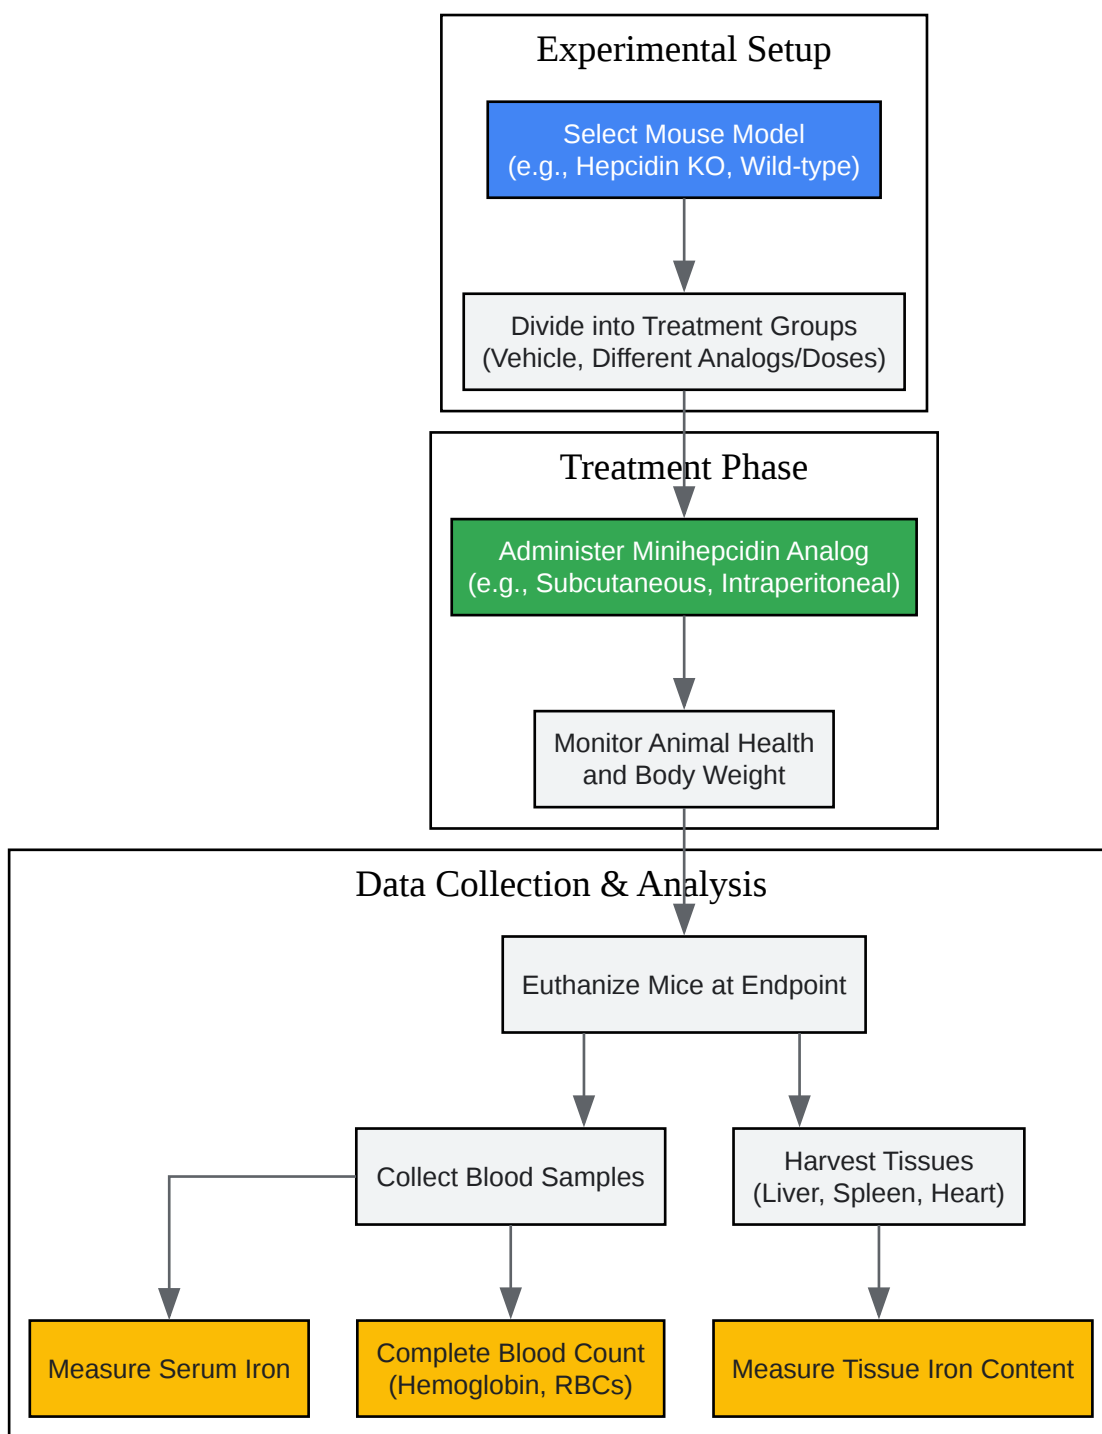 Experimental Setup
Select Mouse Model
(e.g., Hepcidin KO, Wild-type)
Divide into Treatment Groups
(Vehicle, Different Analogs/Doses)
Treatment Phase
Administer Minihepcidin Analog
(e.g., Subcutaneous, Intraperitoneal)
Monitor Animal Health
and Body Weight
Data Collection & Analysis
Euthanize Mice at Endpoint
Collect Blood Samples
Harvest Tissues
(Liver, Spleen, Heart)
Measure Serum Iron
Complete Blood Count
(Hemoglobin, RBCs)
Measure Tissue Iron Content